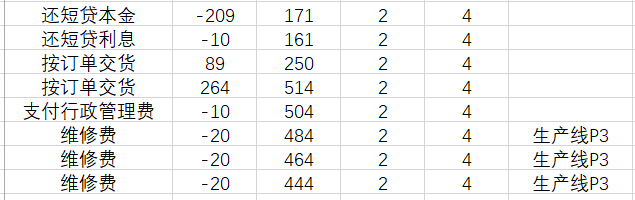 还短贷本金 -209 171 2 4
还短贷利息 -10 161 2 4
按订单交货 89 250 2 4
按订单交货 264 514 2 4
支付行政管理费 -10 504 2 4
维修费 -20 484 2 4 生产线P3
维修费 -20 464 2 4 生产线P3
维修费 -20 444 2 4 生产线P3